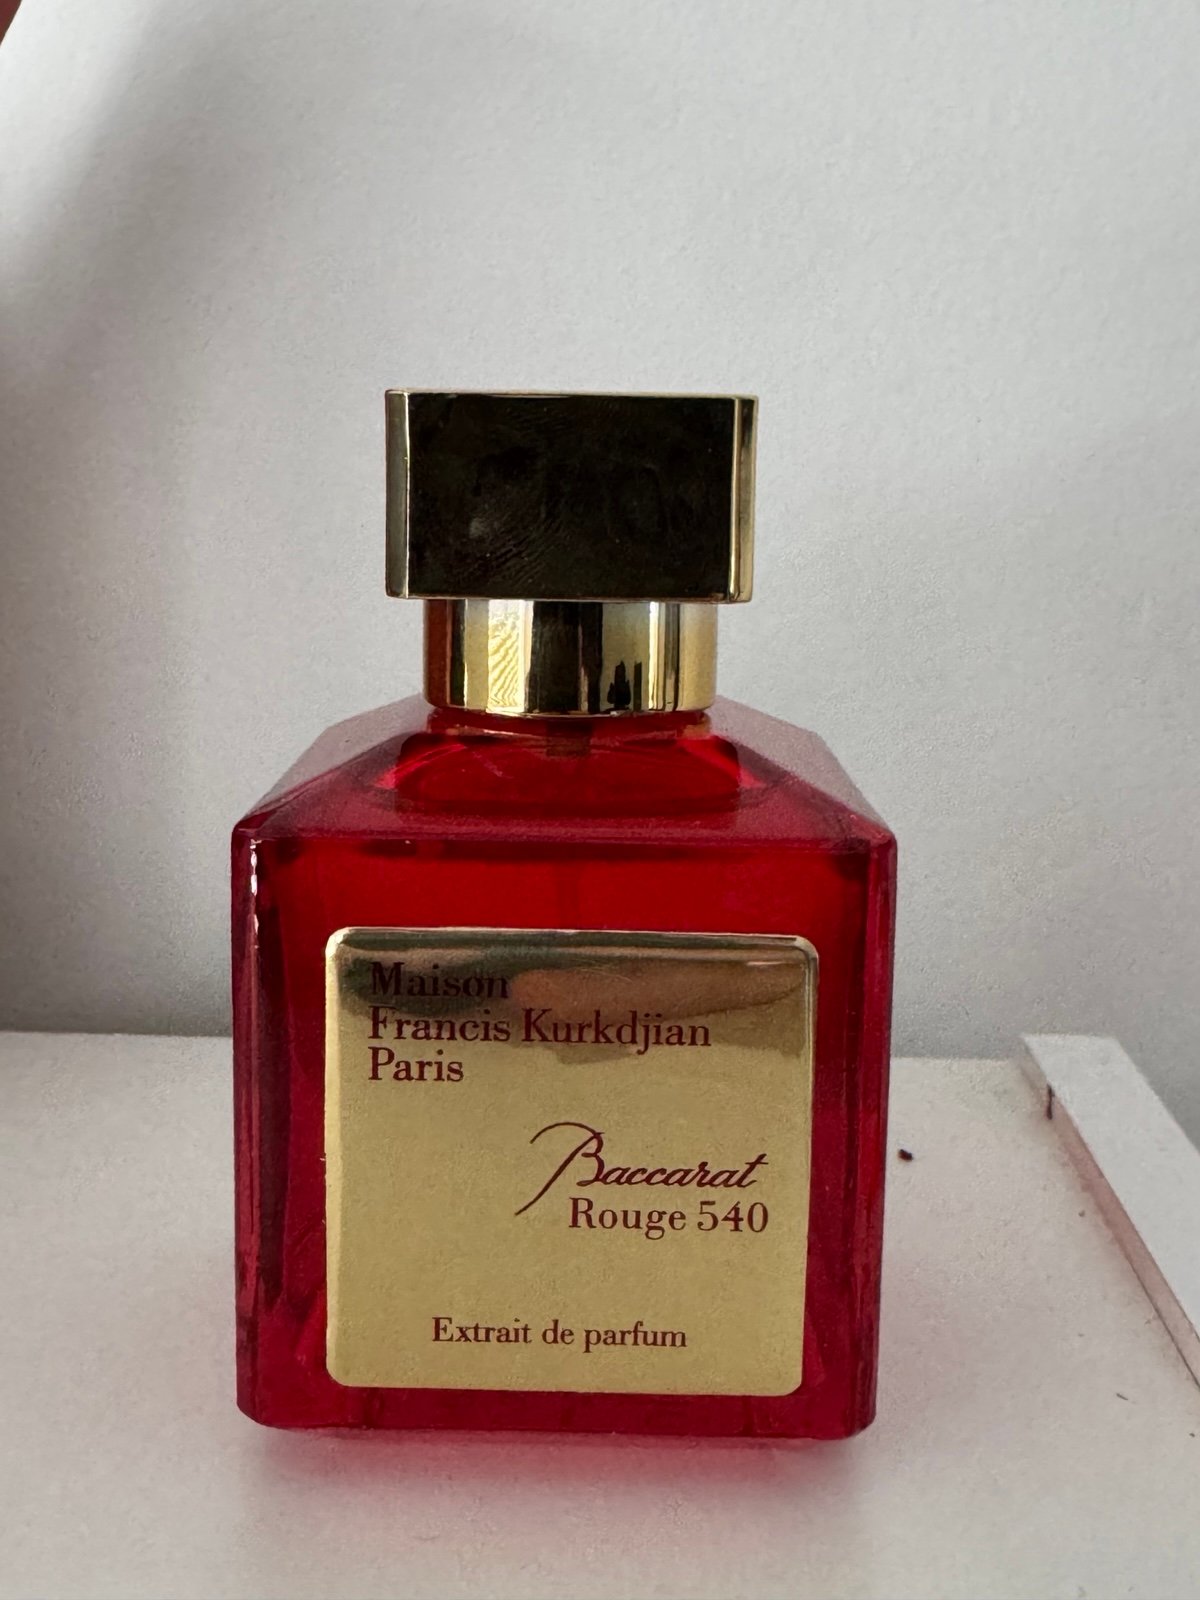 Maison
Francis Kurkdjian
Paris
Baccarat
Rouge 540
Extrait de parfum